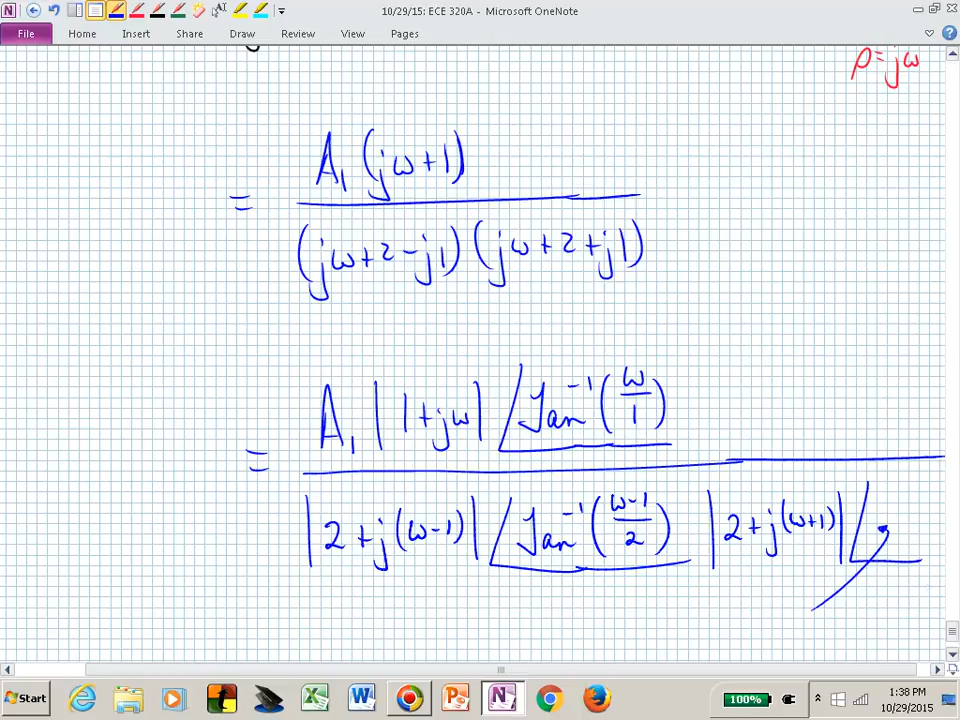 10/29/15: ECE 320A - Microsoft OneNote
File Home Insert Share Draw Review View Pages
ρ = jω
= A₁(jω+1)
(jω+2-j1)(jω+2+j1)
= A₁ |1+jω| ∠Tan⁻¹(ω/1)
|2+j(ω-1)| ∠Tan⁻¹(ω-1/2) |2+j(ω+1)| ∠
Start 100% 1:38 PM
10/29/2015